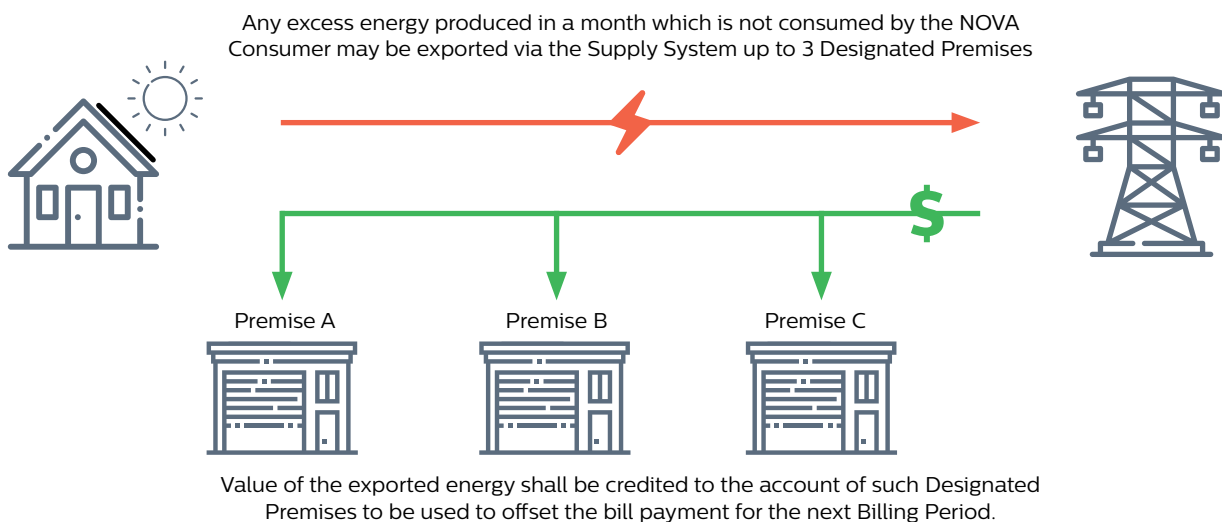 Any excess energy produced in a month which is not consumed by the NOVA
Consumer may be exported via the Supply System up to 3 Designated Premises
$
Premise A
Premise B
Premise C
Value of the exported energy shall be credited to the account of such Designated
Premises to be used to offset the bill payment for the next Billing Period.